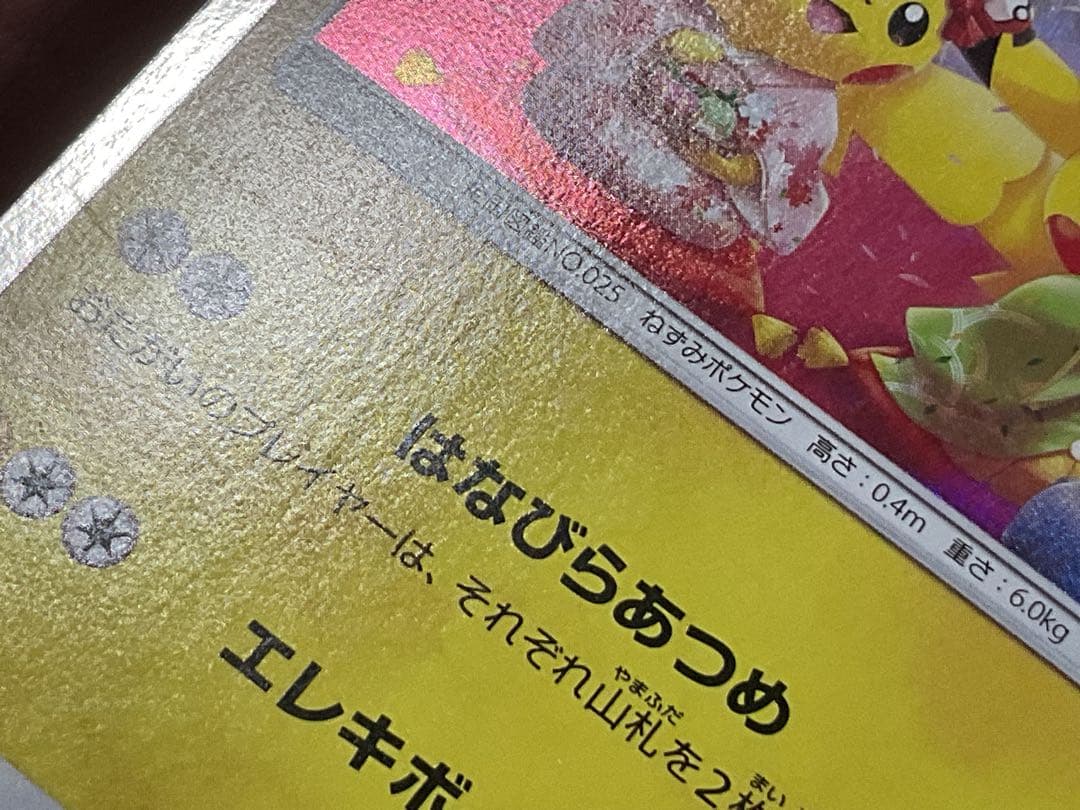 全国図鑑NO.025 ねずみポケモン 高さ:0.4m 重さ:6.0kg
はなびらあつめ
おたがいのプレイヤーは、それぞれ山札を2枚
やまふだ
まい
エレキボ